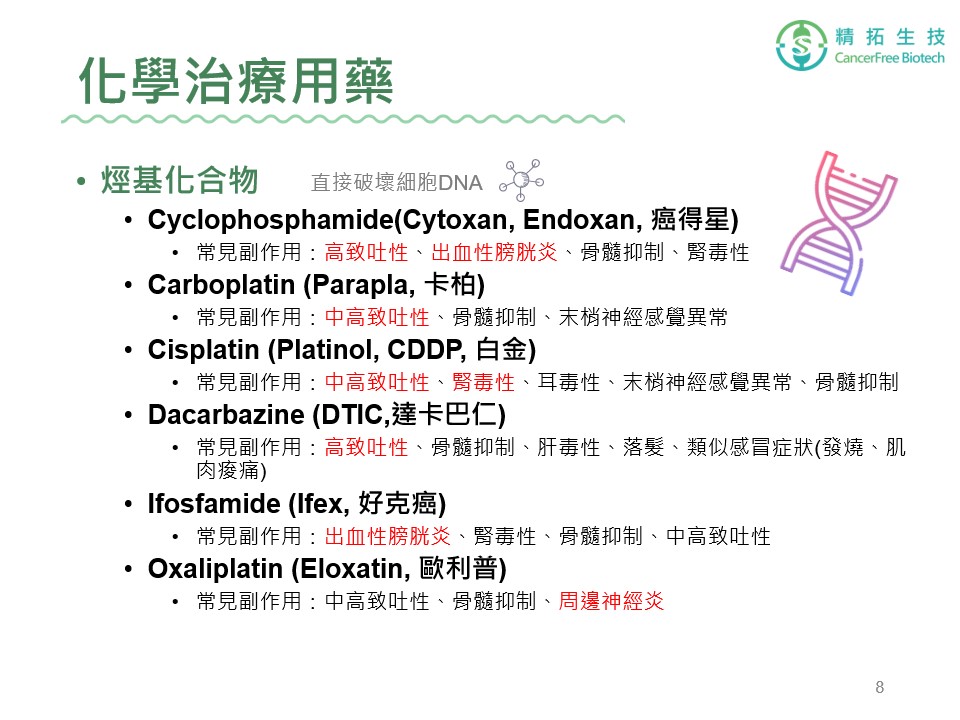 精拓生技
CancerFree Biotech
化學治療用藥
• 烴基化合物 直接破壞細胞DNA
• Cyclophosphamide(Cytoxan, Endoxan, 癌得星)
• 常見副作用：高致吐性、出血性膀胱炎、骨髓抑制、腎毒性
• Carboplatin (Parapla, 卡柏)
• 常見副作用：中高致吐性、骨髓抑制、末梢神經感覺異常
• Cisplatin (Platinol, CDDP, 白金)
• 常見副作用：中高致吐性、腎毒性、耳毒性、末梢神經感覺異常、骨髓抑制
• Dacarbazine (DTIC,達卡巴仁)
• 常見副作用：高致吐性、骨髓抑制、肝毒性、落髮、類似感冒症狀(發燒、肌
肉痠痛)
• Ifosfamide (Ifex, 好克癌)
• 常見副作用：出血性膀胱炎、腎毒性、骨髓抑制、中高致吐性
• Oxaliplatin (Eloxatin, 歐利普)
• 常見副作用：中高致吐性、骨髓抑制、周邊神經炎
8